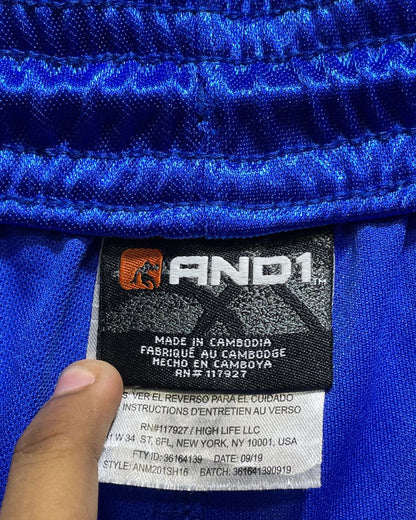 AND1 TM
MADE IN CAMBODIA
FABRIQUÉ AU CAMBODGE
HECHO EN CAMBOYA
RN# 117927
VER EL REVERSO PARA EL CUIDADO
INSTRUCTIONS D'ENTRETIEN AU VERSO
RN#117927 / HIGH LIFE LLC
W 34 ST, 6FL, NEW YORK, NY 10001, USA
FTY ID: 36164139 DATE: 09/19
STYLE: ANM2013H16 BATCH: 361641390919